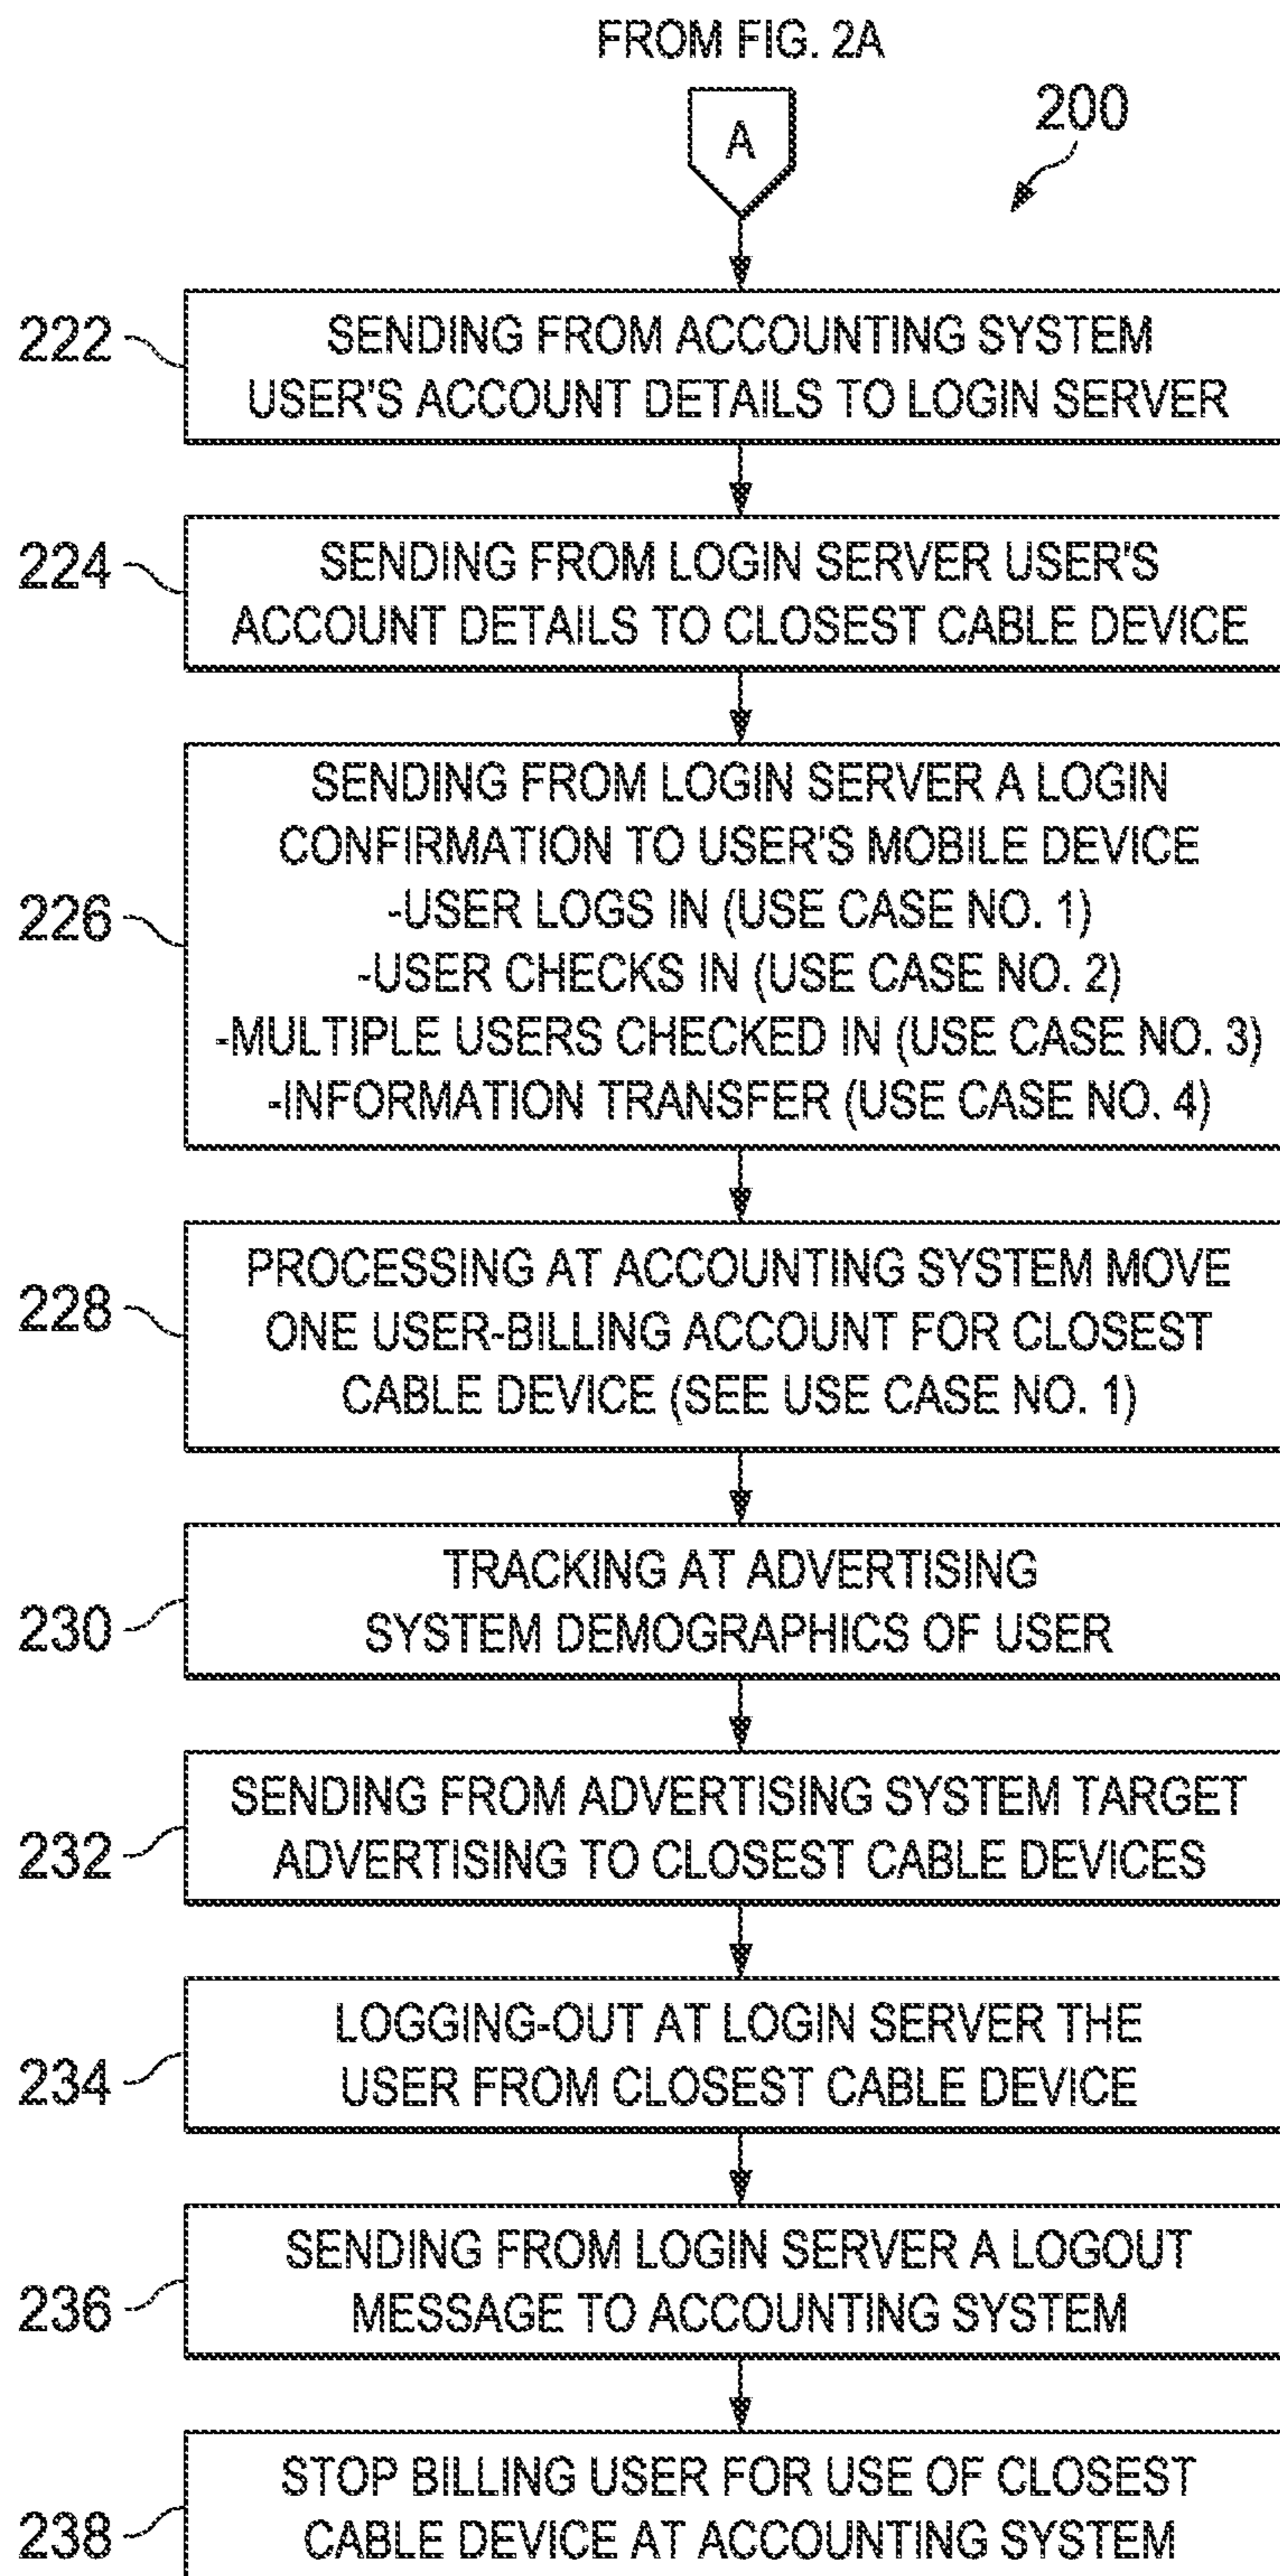 FROM FIG. 2A
A
200
222
SENDING FROM ACCOUNTING SYSTEM
USER'S ACCOUNT DETAILS TO LOGIN SERVER
224
SENDING FROM LOGIN SERVER USER'S
ACCOUNT DETAILS TO CLOSEST CABLE DEVICE
226
SENDING FROM LOGIN SERVER A LOGIN
CONFIRMATION TO USER'S MOBILE DEVICE
-USER LOGS IN (USE CASE NO. 1)
-USER CHECKS IN (USE CASE NO. 2)
-MULTIPLE USERS CHECKED IN (USE CASE NO. 3)
-INFORMATION TRANSFER (USE CASE NO. 4)
228
PROCESSING AT ACCOUNTING SYSTEM MOVE
ONE USER-BILLING ACCOUNT FOR CLOSEST
CABLE DEVICE (SEE USE CASE NO. 1)
230
TRACKING AT ADVERTISING
SYSTEM DEMOGRAPHICS OF USER
232
SENDING FROM ADVERTISING SYSTEM TARGET
ADVERTISING TO CLOSEST CABLE DEVICES
234
LOGGING-OUT AT LOGIN SERVER THE
USER FROM CLOSEST CABLE DEVICE
236
SENDING FROM LOGIN SERVER A LOGOUT
MESSAGE TO ACCOUNTING SYSTEM
238
STOP BILLING USER FOR USE OF CLOSEST
CABLE DEVICE AT ACCOUNTING SYSTEM